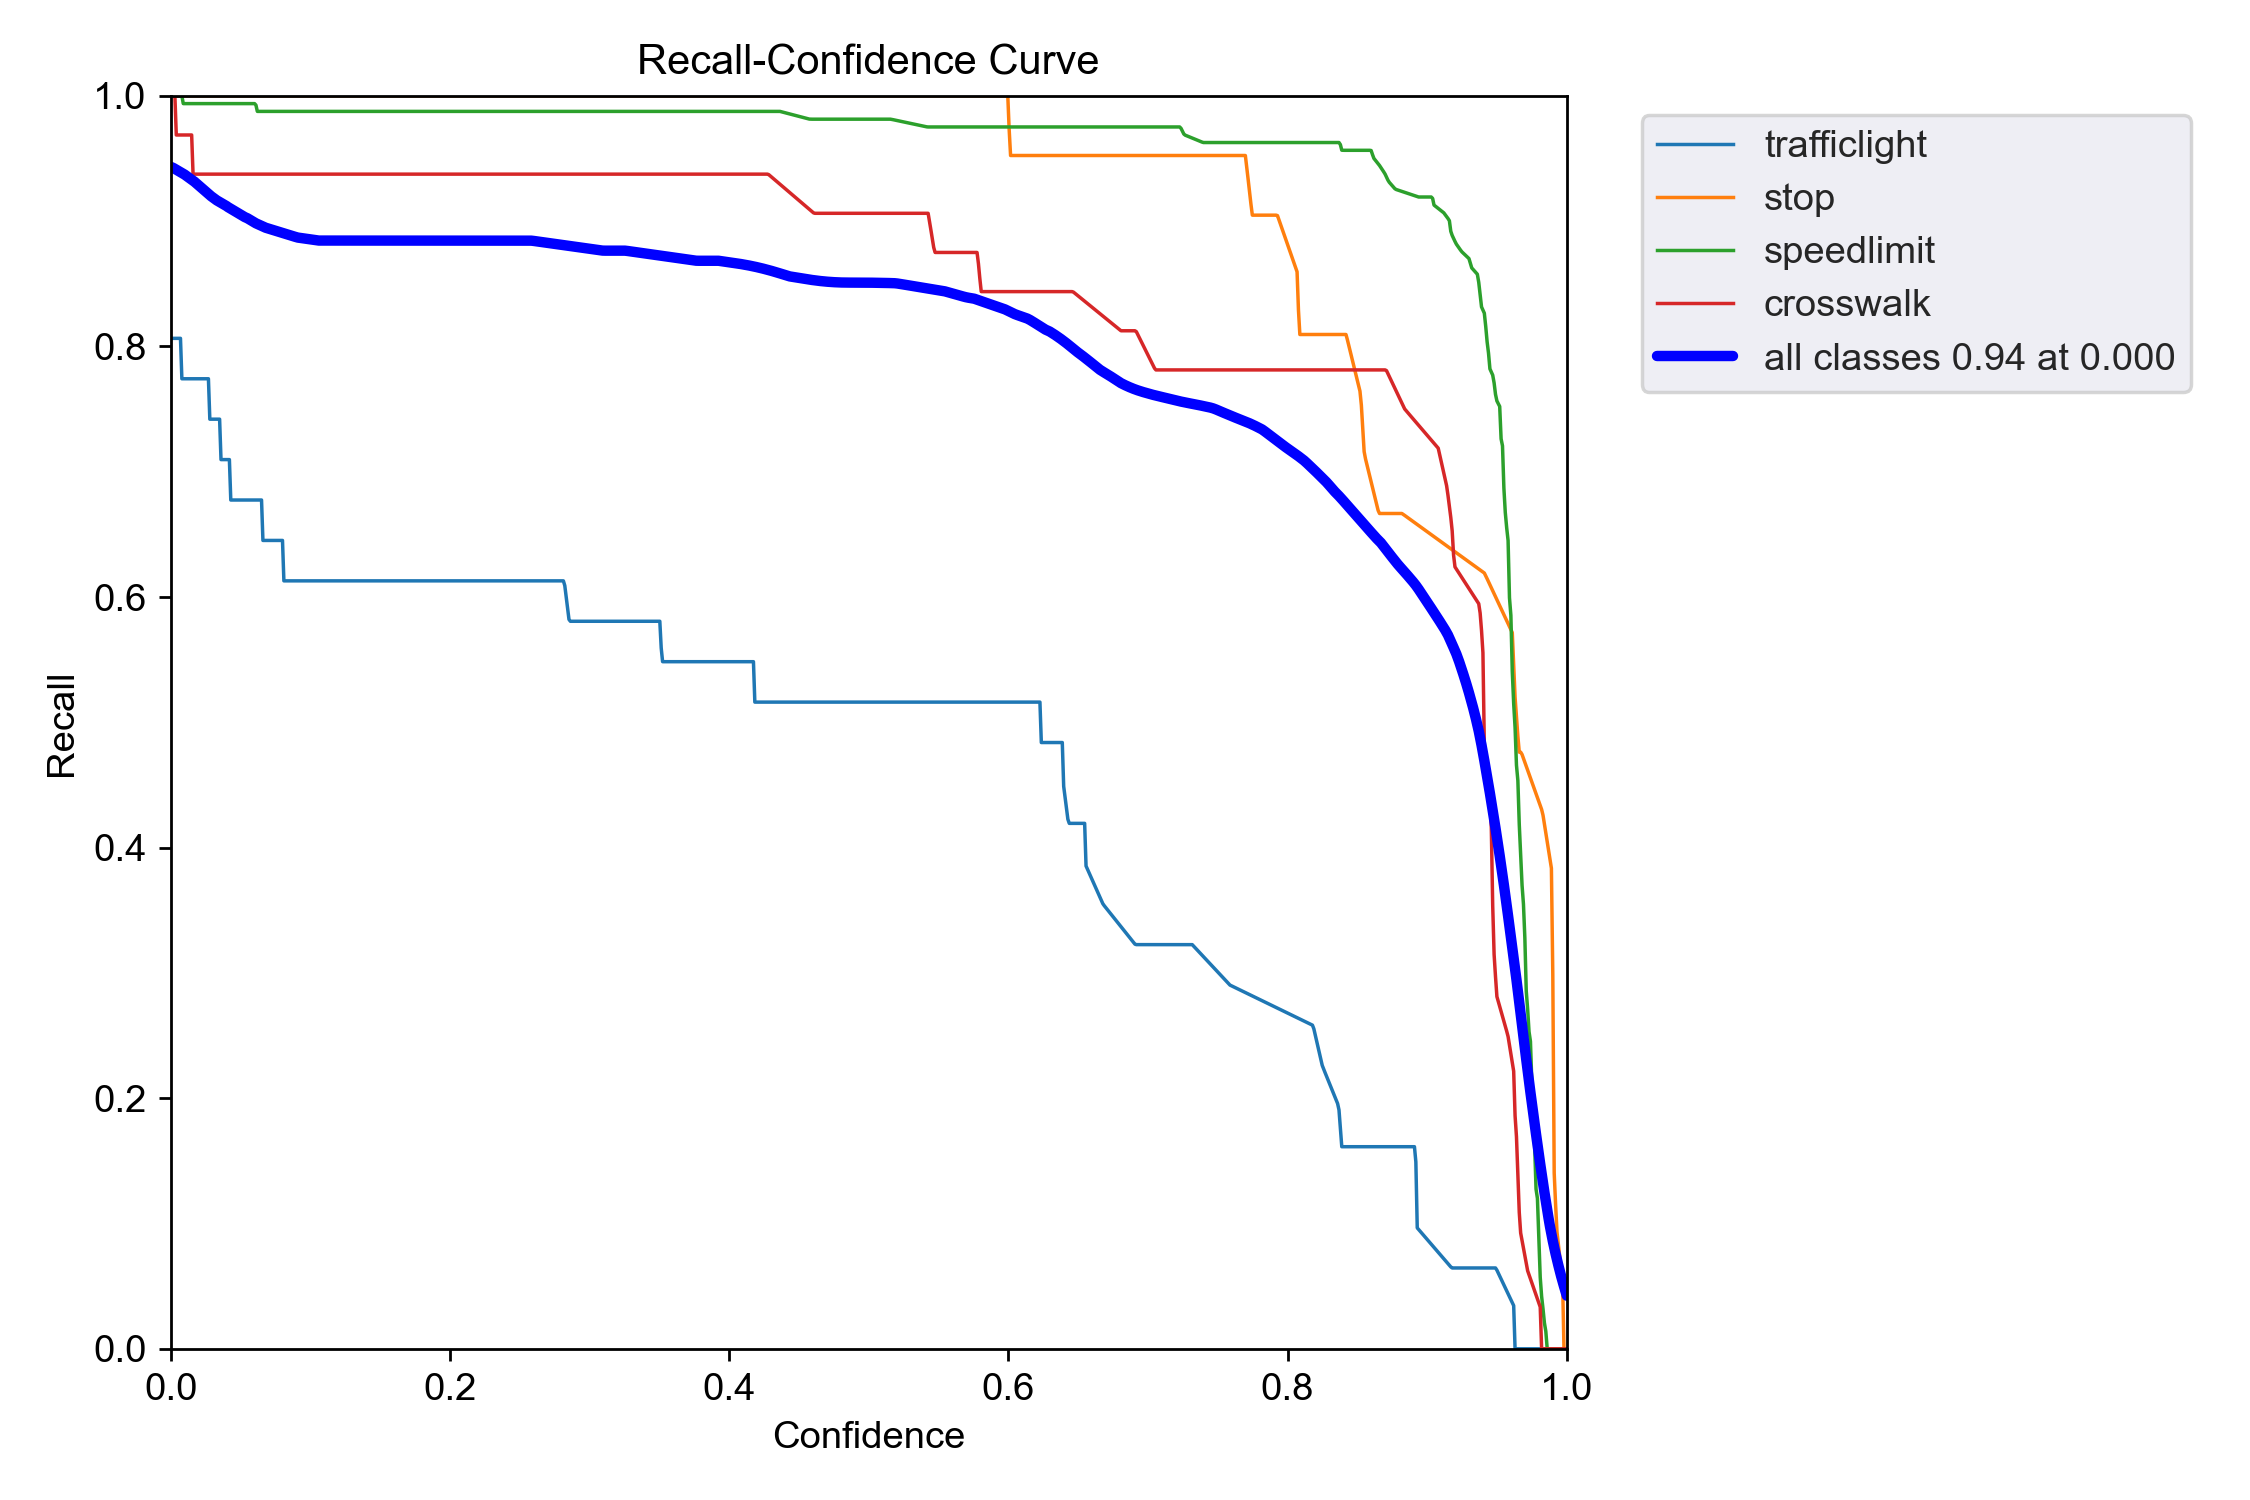 Recall-Confidence Curve
1.0
0.8
0.6
0.4
0.2
0.0
Recall
0.0 0.2 0.4 0.6 0.8 1.0
Confidence
trafficlight
stop
speedlimit
crosswalk
all classes 0.94 at 0.000